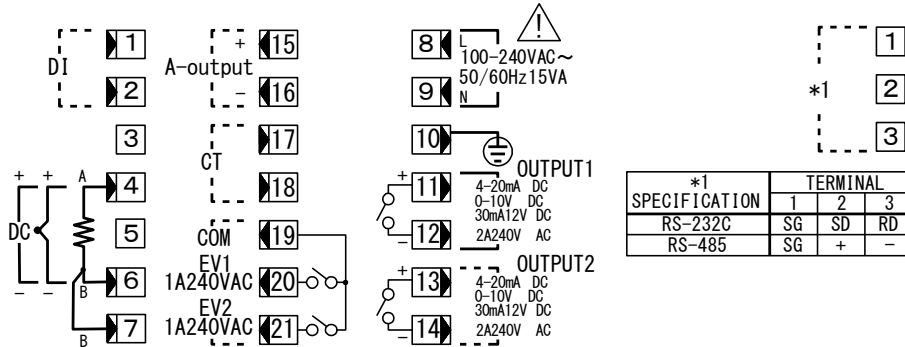 DI
1
2
3
4
5
6
7
+ + A
DC
- - B
B
A-output
+
-
15
16
CT
17
18
COM
19
EV1
1A240VAC
20
EV2
1A240VAC
21
8
L
100-240VAC~
50/60Hz15VA
9
N
10
OUTPUT1
+
11
4-20mA DC
0-10V DC
30mA12V DC
- 12
2A240V AC
OUTPUT2
+
13
4-20mA DC
0-10V DC
30mA12V DC
- 14
2A240V AC
!
*1
1
2
3
*1 TERMINAL
SPECIFICATION 1 2 3
RS-232C SG SD RD
RS-485 SG + -